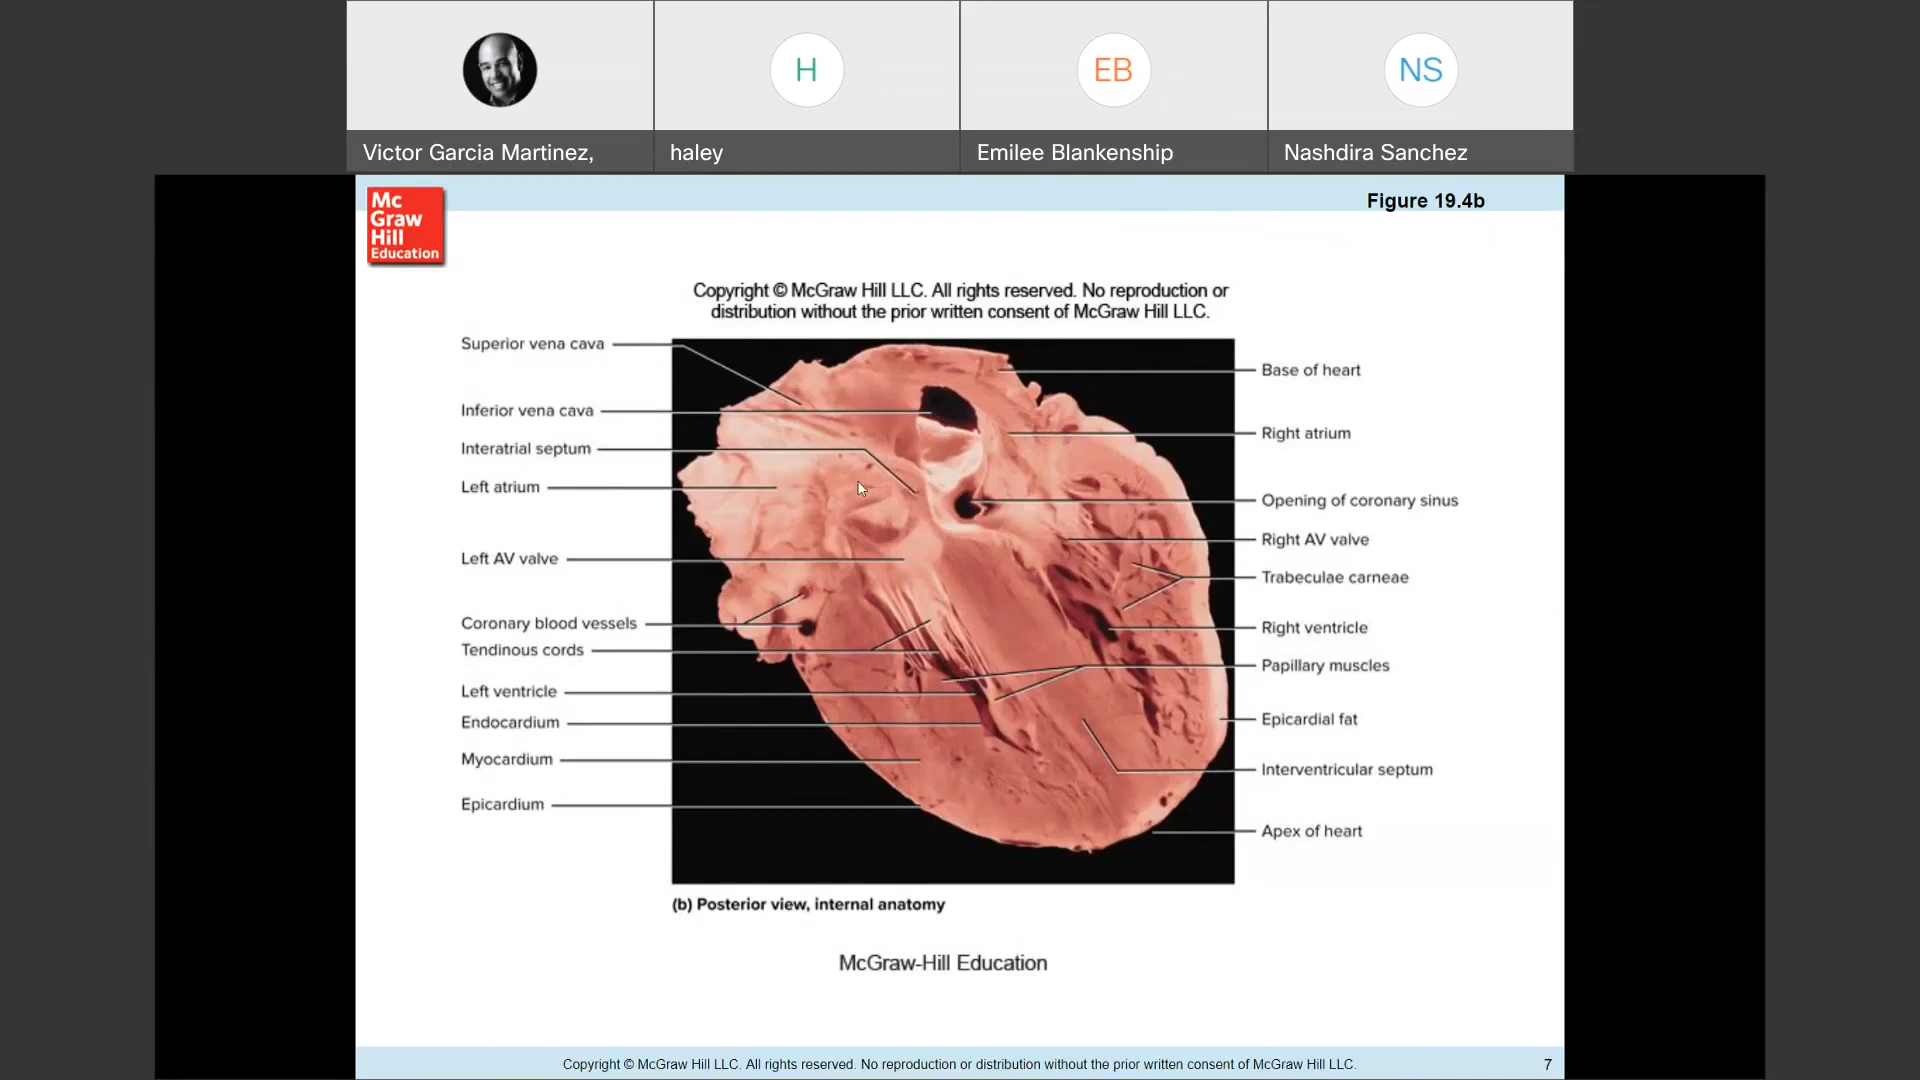 H
EB
NS
Victor Garcia Martinez,
haley
Emilee Blankenship
Nashdira Sanchez
Mc
Graw
Hill
Education
Figure 19.4b
Copyright © McGraw Hill LLC. All rights reserved. No reproduction or
distribution without the prior written consent of McGraw Hill LLC.
Superior vena cava
Inferior vena cava
Interatrial septum
Left atrium
Left AV valve
Coronary blood vessels
Tendinous cords
Left ventricle
Endocardium
Myocardium
Epicardium
Base of heart
Right atrium
Opening of coronary sinus
Right AV valve
Trabeculae carneae
Right ventricle
Papillary muscles
Epicardial fat
Interventricular septum
Apex of heart
(b) Posterior view, internal anatomy
McGraw-Hill Education
Copyright © McGraw Hill LLC. All rights reserved. No reproduction or distribution without the prior written consent of McGraw Hill LLC.
7